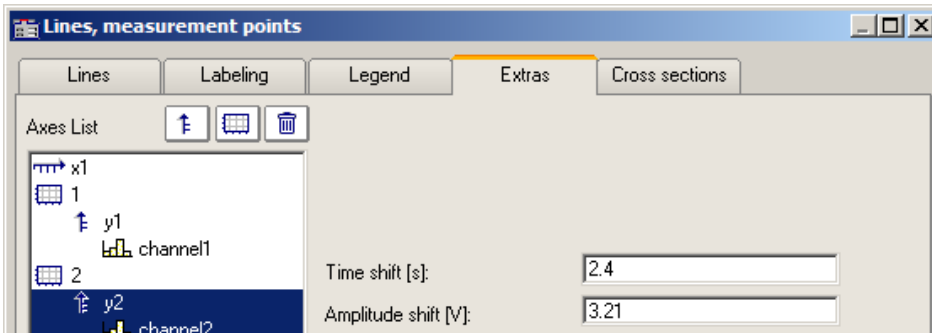 Lines, measurement points
Lines Labeling Legend Extras Cross sections
Axes List
x1
1
y1
channel1
2
Time shift [s]: 2.4
y2
Amplitude shift [V]: 3.21
channel2